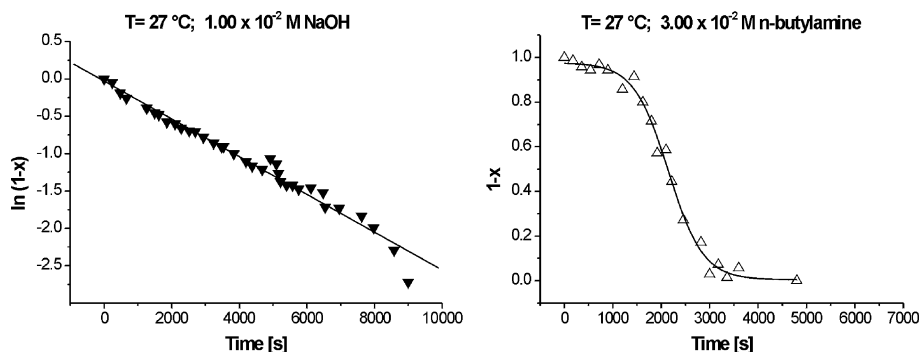 T= 27 °C; 1.00 x 10⁻² M NaOH
ln (1-x)
0.0
-0.5
-1.0
-1.5
-2.0
-2.5
0 2000 4000 6000 8000 10000
Time [s]
T= 27 °C; 3.00 x 10⁻² M n-butylamine
1-x
1.0
0.8
0.6
0.4
0.2
0.0
0 1000 2000 3000 4000 5000 6000 7000
Time [s]